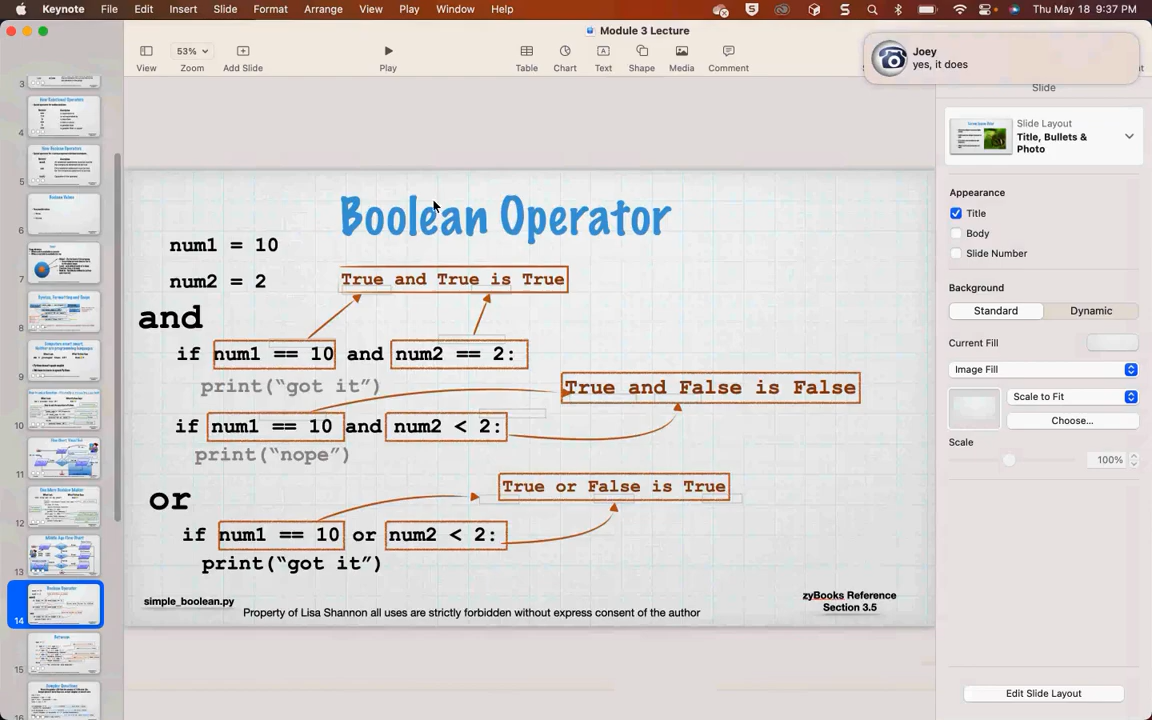 Keynote File Edit Insert Slide Format Arrange View Play Window Help Thu May 18 9:37 PM
Module 3 Lecture
53%
View Zoom Add Slide Play Table Chart Text Shape Media Comment
Joey
yes, it does
Slide
Slide Layout
Title, Bullets &
Photo
Appearance
Title
Body
Slide Number
Background
Standard Dynamic
Current Fill
Image Fill
Scale to Fit
Choose...
Scale
100%
Edit Slide Layout
3
4
5
6
7
8
9
10
11
12
13
14
15
16
Boolean Operator
num1 = 10
num2 = 2
True and True is True
and
if num1 == 10 and num2 == 2:
print(“got it”)
True and False is False
if num1 == 10 and num2 < 2:
print(“nope”)
True or False is True
or
if num1 == 10 or num2 < 2:
print(“got it”)
simple_boolean.py
Property of Lisa Shannon all uses are strictly forbidden without express consent of the author
zyBooks Reference
Section 3.5